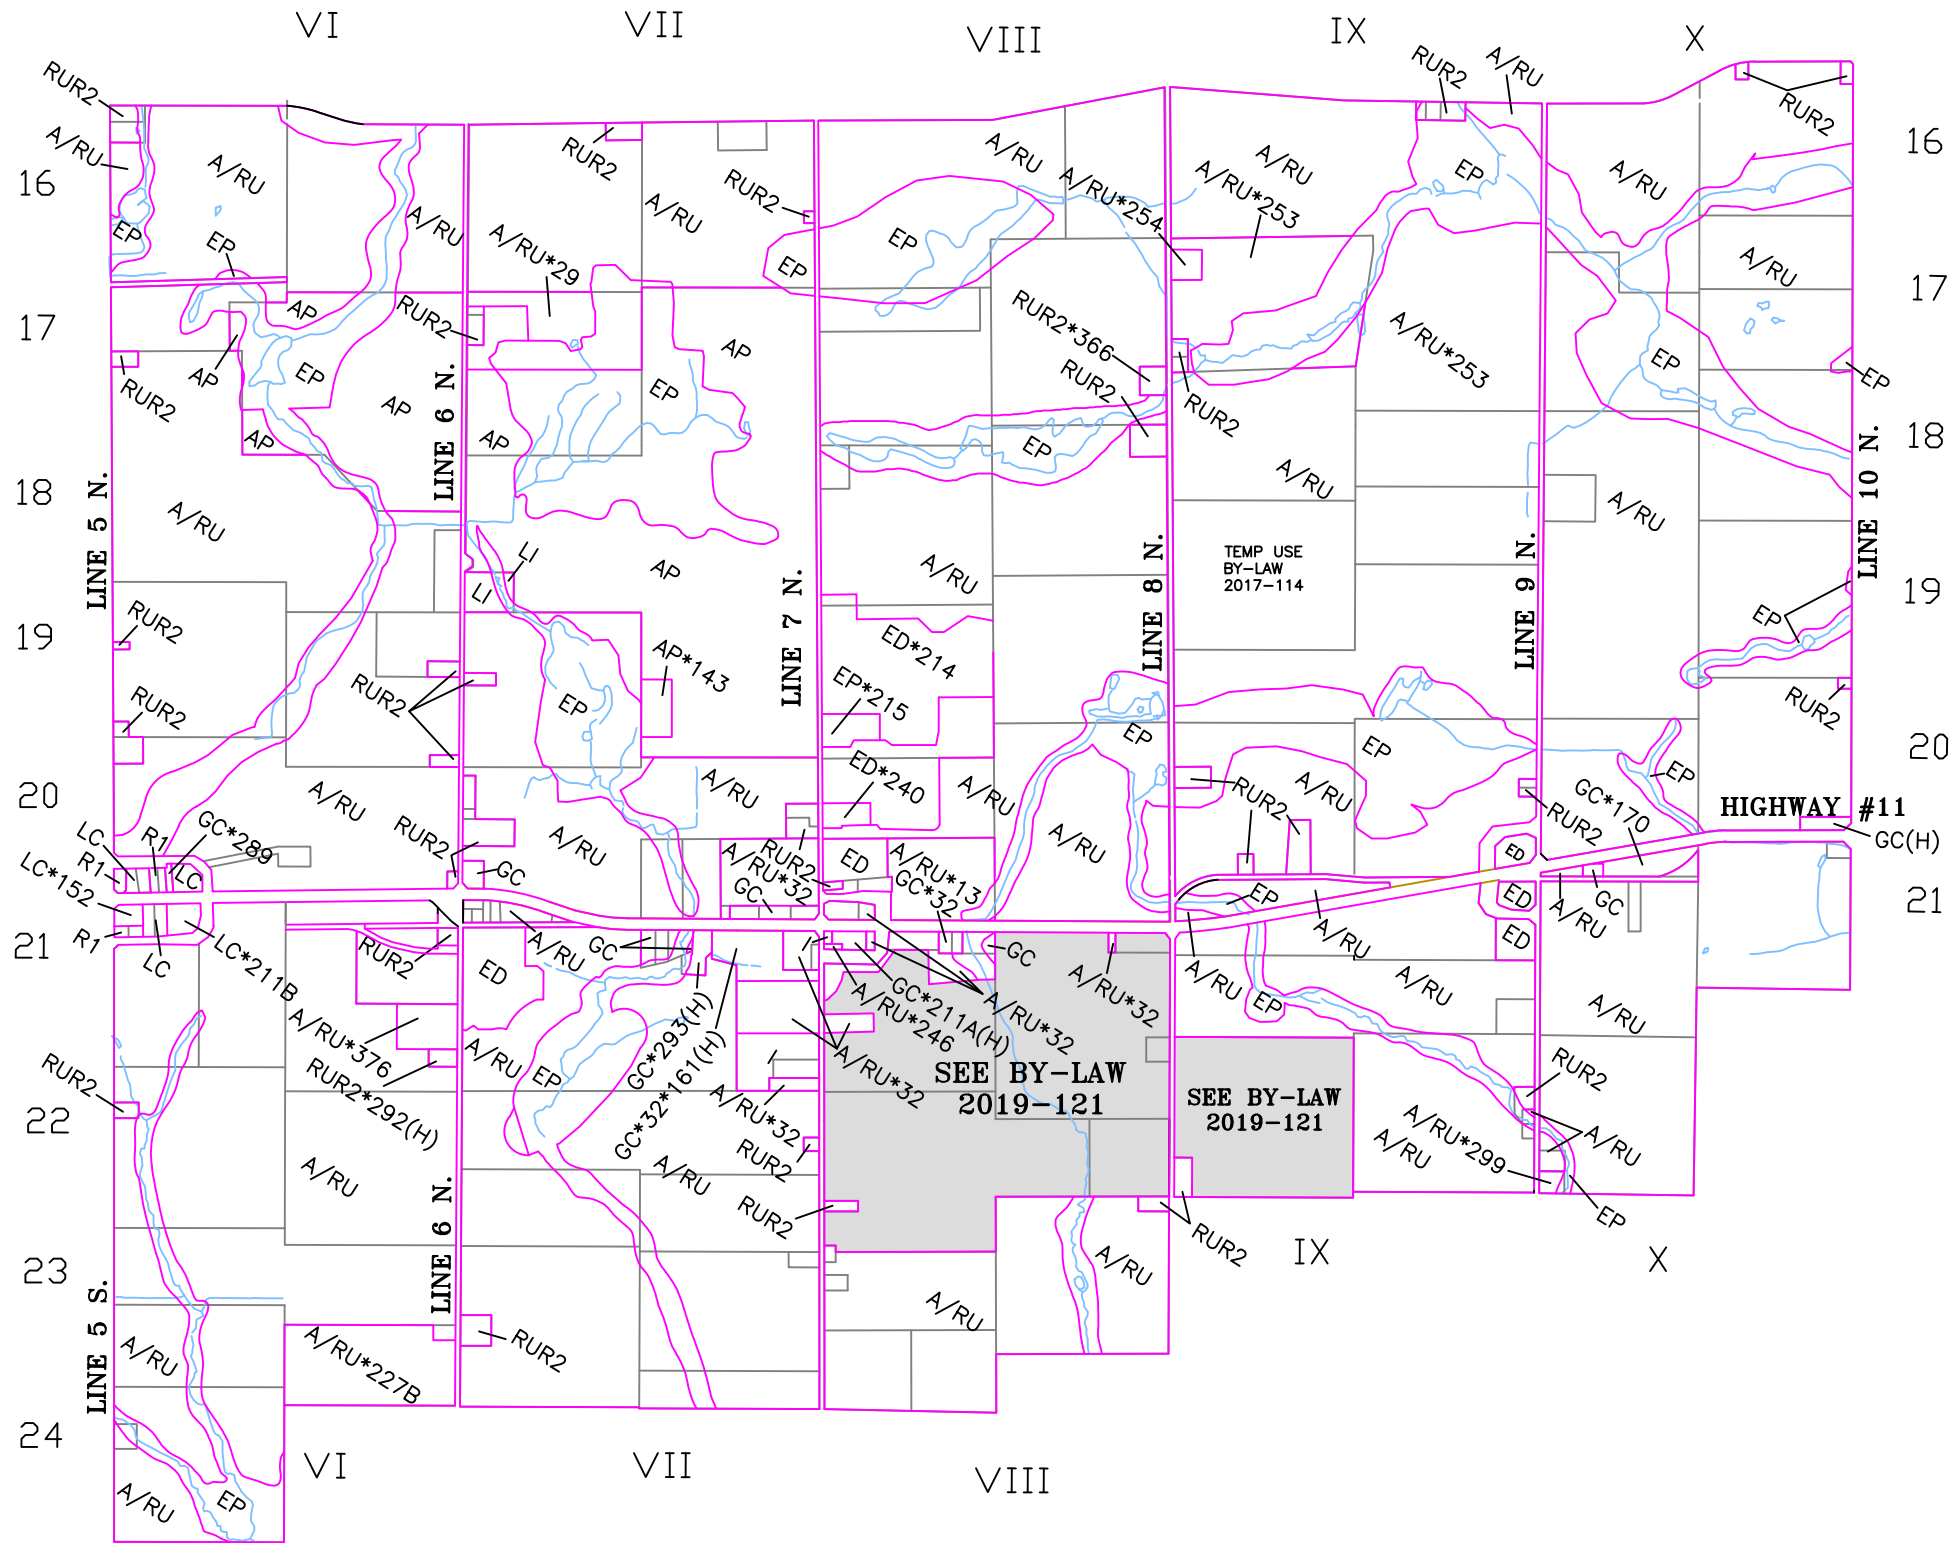 VI
VII
VIII
IX
X
RUR2
RUR2
A/RU
RUR2
A/RU
A/RU
RUR2
RUR2
A/RU
A/RU
A/RU
16
16
A/RU
A/RU
A/RU
RUR2
A/RU*254
A/RU*253
EP
A/RU
EP
EP
A/RU*29
EP
EP
A/RU
17
17
AP
RUR2
RUR2*366
A/RU*253
AP
EP
EP
AP
RUR2
AP
EP
AP
EP
RUR2
RUR2
LINE 6 N.
AP
AP
EP
18
18
A/RU
LINE 5 N.
A/RU
A/RU
LINE 10 N.
LI
LI
AP
A/RU
LINE 8 N.
TEMP USE
BY-LAW
2017-114
LINE 9 N.
19
19
RUR2
LINE 7 N.
ED*214
EP
AP*143
RUR2
RUR2
EP
EP*215
EP
EP
RUR2
20
20
A/RU
A/RU
ED*240
A/RU
RUR2
A/RU
EP
GC*170
RUR2
HIGHWAY #11
GC(H)
LC
R1
GC*289
RUR2
A/RU
RUR2
A/RU
R1
LC
GC
A/RU*32
ED
A/RU*13
ED
LC*152
GC
GC*32
EP
ED
GC
A/RU
21
21
R1
LC
LC*211B
RUR2
ED
A/RU
GC
GC
A/RU*32
A/RU
A/RU
ED
A/RU
EP
A/RU
A/RU*376
A/RU
EP
GC*293(H)
GC*32*161(H)
GC*211A(H)
A/RU*246
A/RU*32
A/RU*32
RUR2
RUR2*292(H)
A/RU*32
SEE BY-LAW
2019-121
SEE BY-LAW
2019-121
RUR2
22
A/RU*299
A/RU
A/RU
A/RU
A/RU
RUR2
RUR2
EP
LINE 6 N.
RUR2
IX
X
23
A/RU
LINE 5 S.
A/RU
A/RU
RUR2
A/RU*227B
24
VI
VII
VIII
A/RU
EP